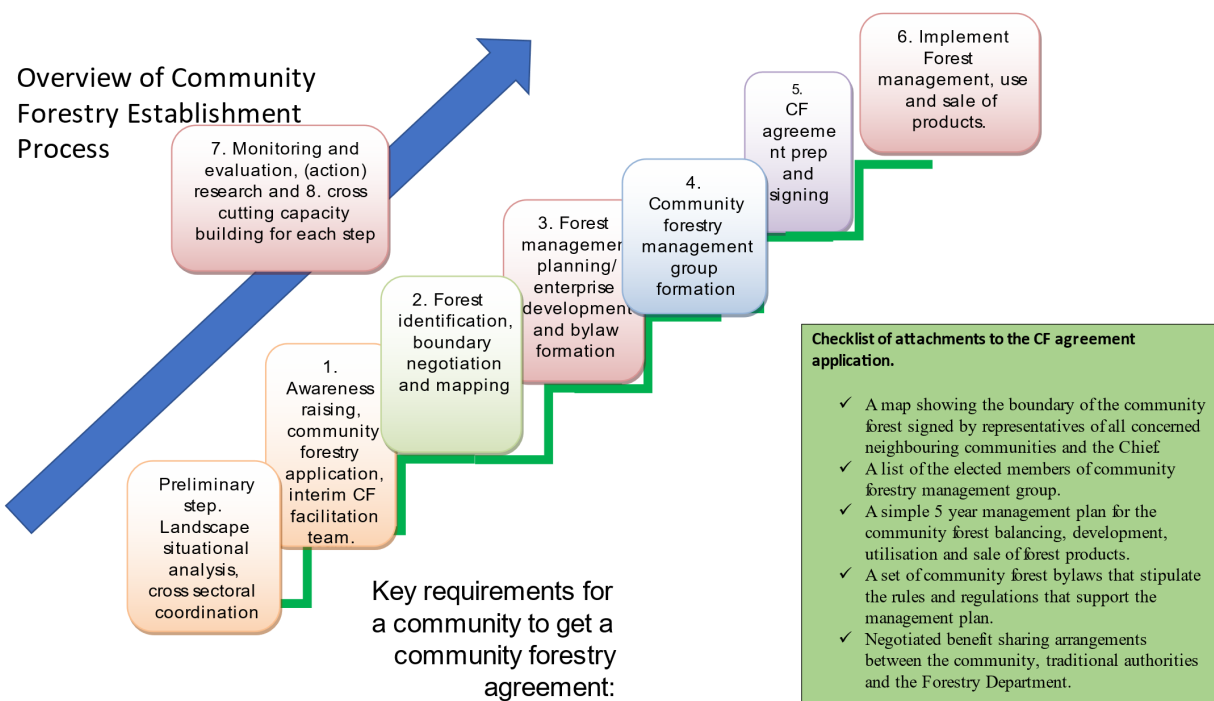 Overview of Community
Forestry Establishment
Process
7. Monitoring and
evaluation, (action)
research and 8. cross
cutting capacity
building for each step
Preliminary
step.
Landscape
situational
analysis,
cross sectoral
coordination
1.
Awareness
raising,
community
forestry
application,
interim CF
facilitation
team.
2. Forest
identification,
boundary
negotiation
and mapping
3. Forest
management
planning/
enterprise
development
and bylaw
formation
4.
Community
forestry
management
group
formation
5.
CF
agreeme
nt prep
and
signing
6. Implement
Forest
management, use
and sale of
products.
Key requirements for
a community to get a
community forestry
agreement:
Checklist of attachments to the CF agreement
application.
✓ A map showing the boundary of the community
forest signed by representatives of all concerned
neighbouring communities and the Chief
✓ A list of the elected members of community
forestry management group.
✓ A simple 5 year management plan for the
community forest balancing, development,
utilisation and sale of forest products.
✓ A set of community forest bylaws that stipulate
the rules and regulations that support the
management plan.
✓ Negotiated benefit sharing arrangements
between the community, traditional authorities
and the Forestry Department.